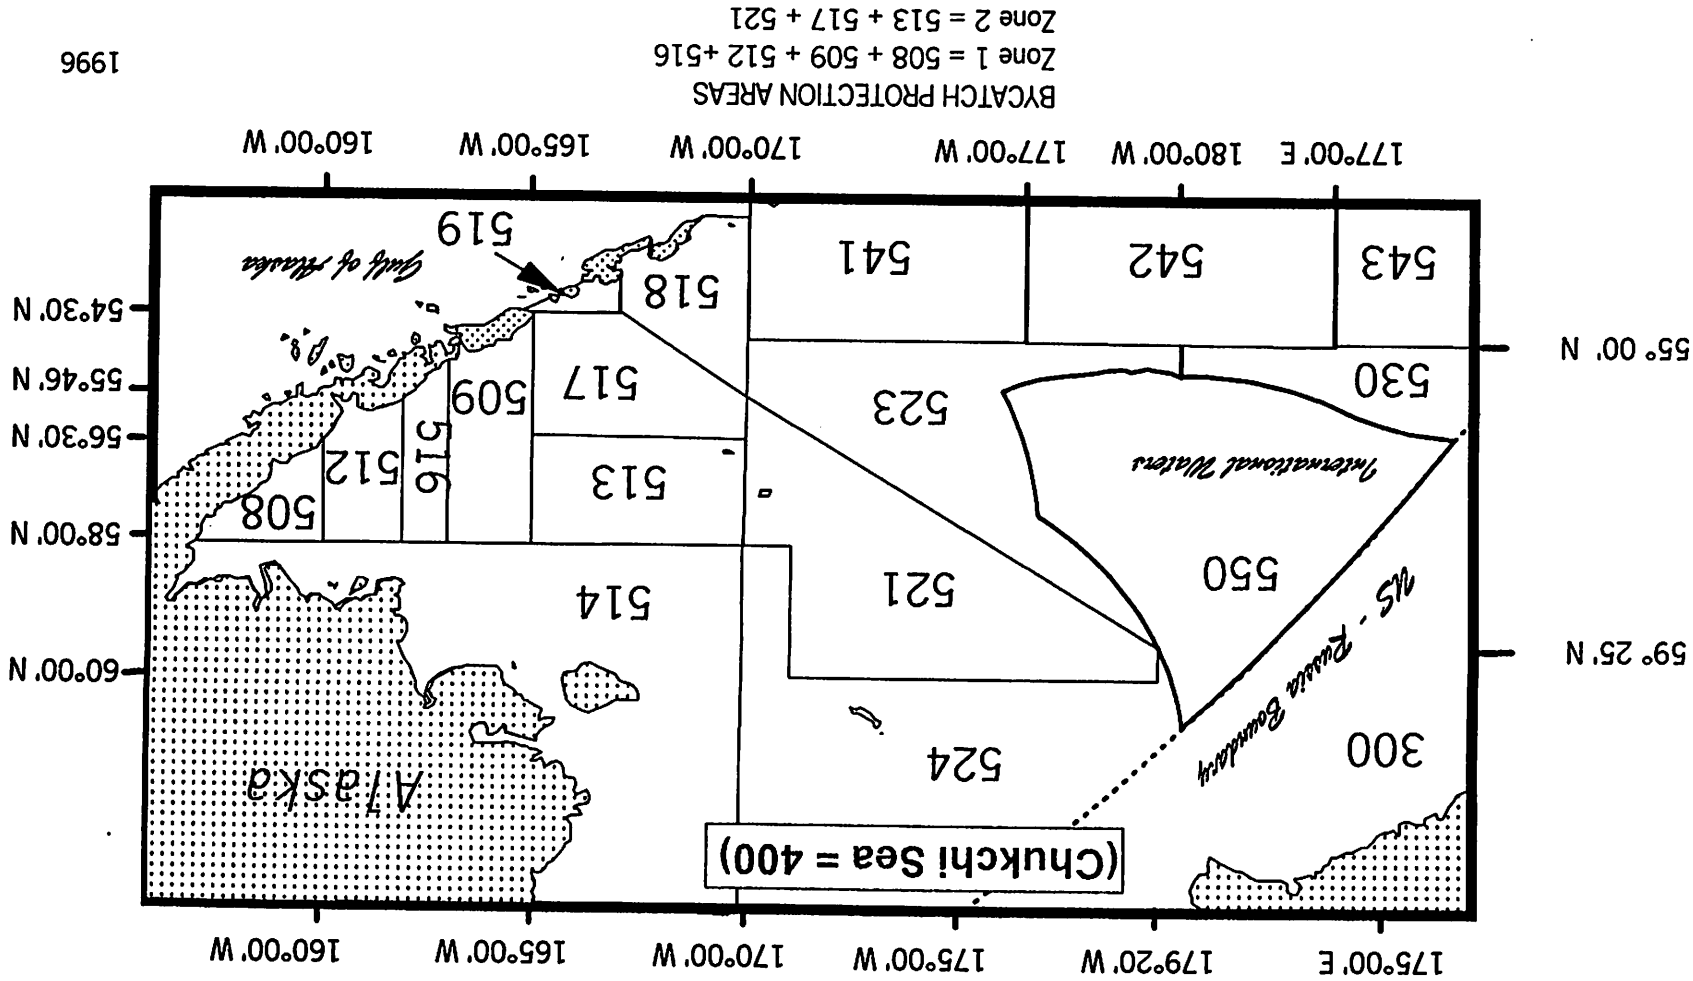 175°00' E
179°20' W
175°00' W
170°00' W
165°00' W
160°00' W
(Chukchi Sea = 400)
300
524
Alaska
US - Russia Boundary
59° 25' N
60°00'N
550
521
514
International Waters
58°00' N
513
508
512
516
509
56°30' N
530
523
517
55°46' N
55° 00' N
54°30' N
543
542
541
518
Gulf of Alaska
519
177°00' E
180°00' W
177°00' W
170°00' W
165°00' W
160°00' W
BYCATCH PROTECTION AREAS
Zone 1 = 508 + 509 + 512 +516
Zone 2 = 513 + 517 + 521
1996